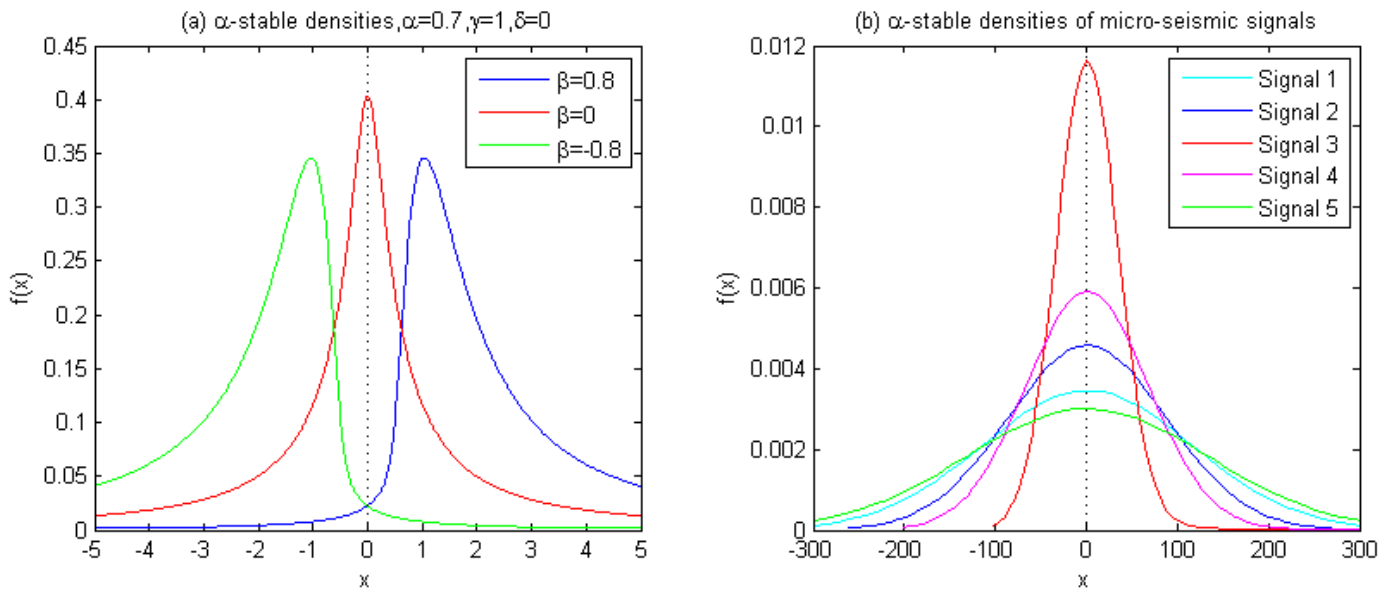 (a) α-stable densities,α=0.7,γ=1,δ=0
0.45
0.4
0.35
0.3
0.25
0.2
0.15
0.1
0.05
0
f(x)
β=0.8
β=0
β=-0.8
-5 -4 -3 -2 -1 0 1 2 3 4 5
x
(b) α-stable densities of micro-seismic signals
0.012
0.01
0.008
0.006
0.004
0.002
0
f(x)
Signal 1
Signal 2
Signal 3
Signal 4
Signal 5
-300 -200 -100 0 100 200 300
x